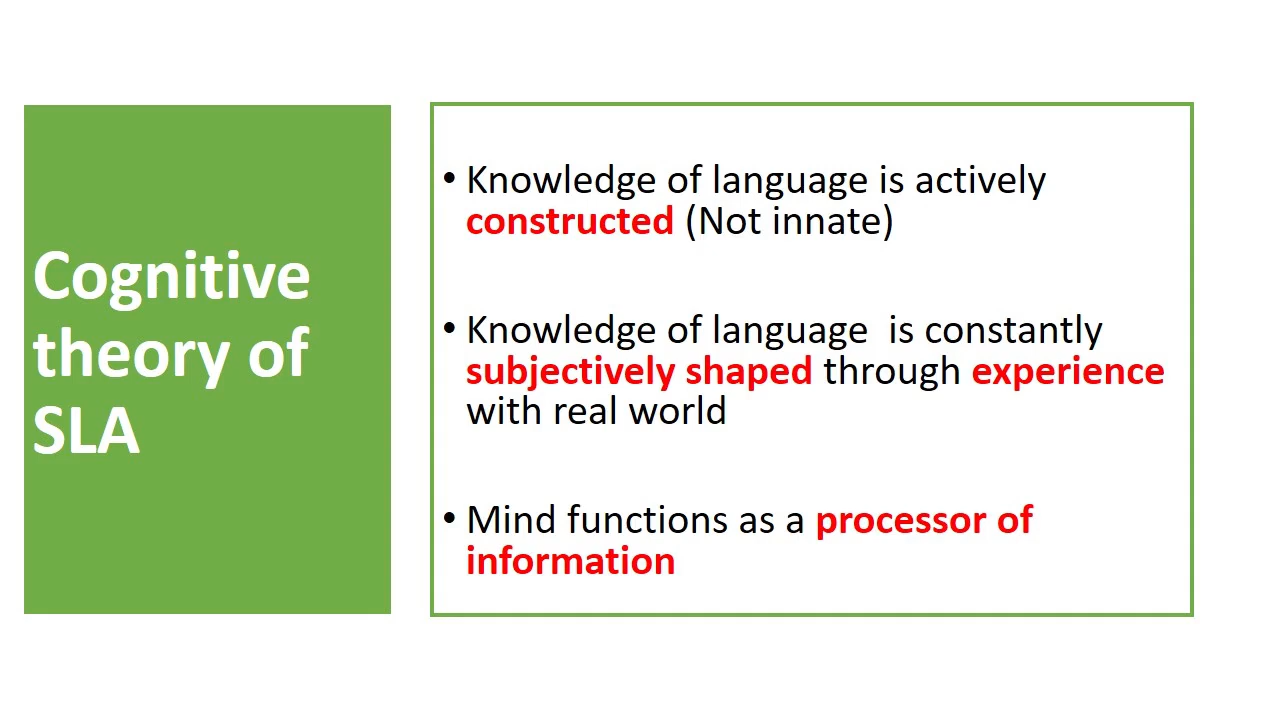 Cognitive
theory of
SLA
• Knowledge of language is actively
constructed (Not innate)
• Knowledge of language  is constantly
subjectively shaped through experience
with real world
• Mind functions as a processor of
information